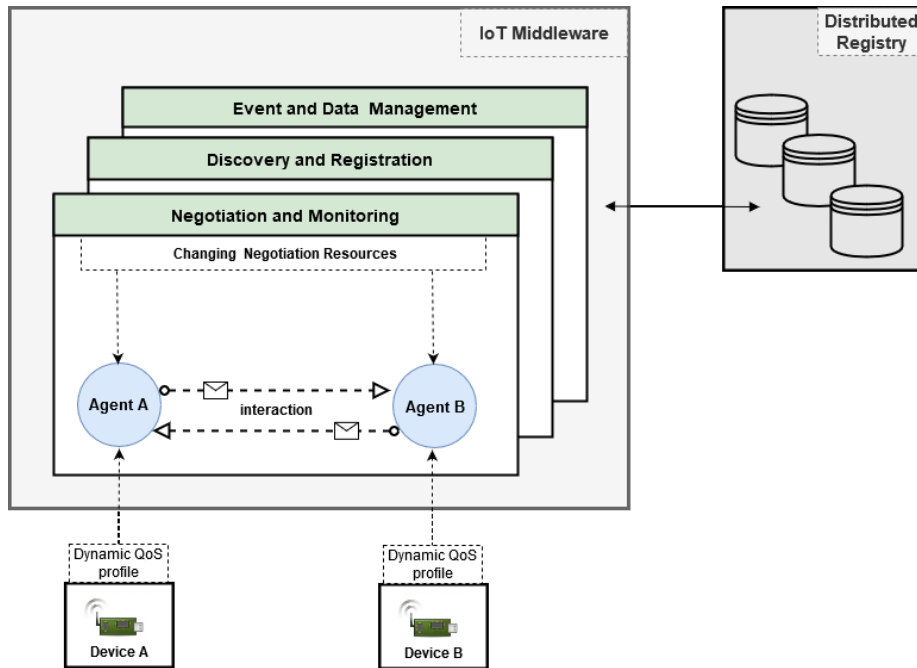 IoT Middleware
Distributed
Registry
Event and Data Management
Discovery and Registration
Negotiation and Monitoring
Changing Negotiation Resources
Agent A
interaction
Agent B
Dynamic QoS
profile
Device A
Dynamic QoS
profile
Device B